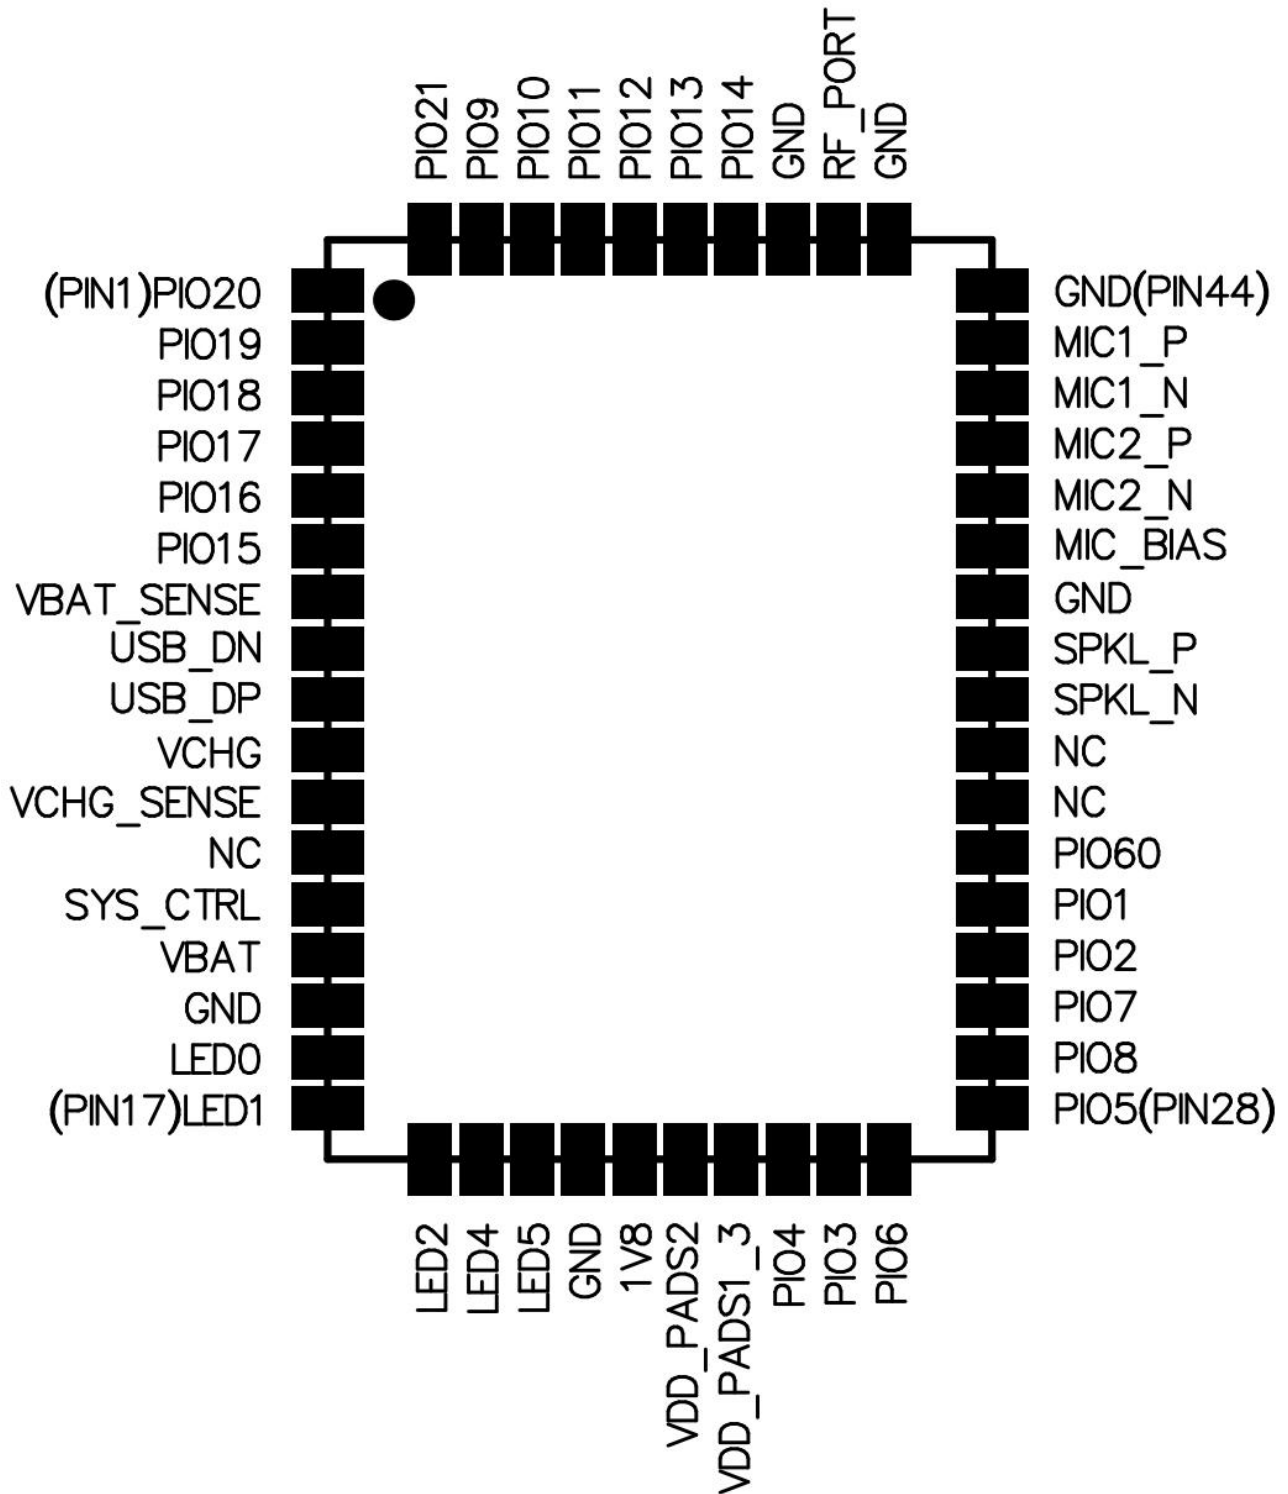 PIO21
PIO9
PIO10
PIO11
PIO12
PIO13
PIO14
GND
RF_PORT
GND
(PIN1)PIO20
PIO19
PIO18
PIO17
PIO16
PIO15
VBAT_SENSE
USB_DN
USB_DP
VCHG
VCHG_SENSE
NC
SYS_CTRL
VBAT
GND
LED0
(PIN17)LED1
GND(PIN44)
MIC1_P
MIC1_N
MIC2_P
MIC2_N
MIC_BIAS
GND
SPKL_P
SPKL_N
NC
NC
PIO60
PIO1
PIO2
PIO7
PIO8
PIO5(PIN28)
LED2
LED4
LED5
GND
1V8
VDD_PADS2
VDD_PADS1_3
PIO4
PIO3
PIO6